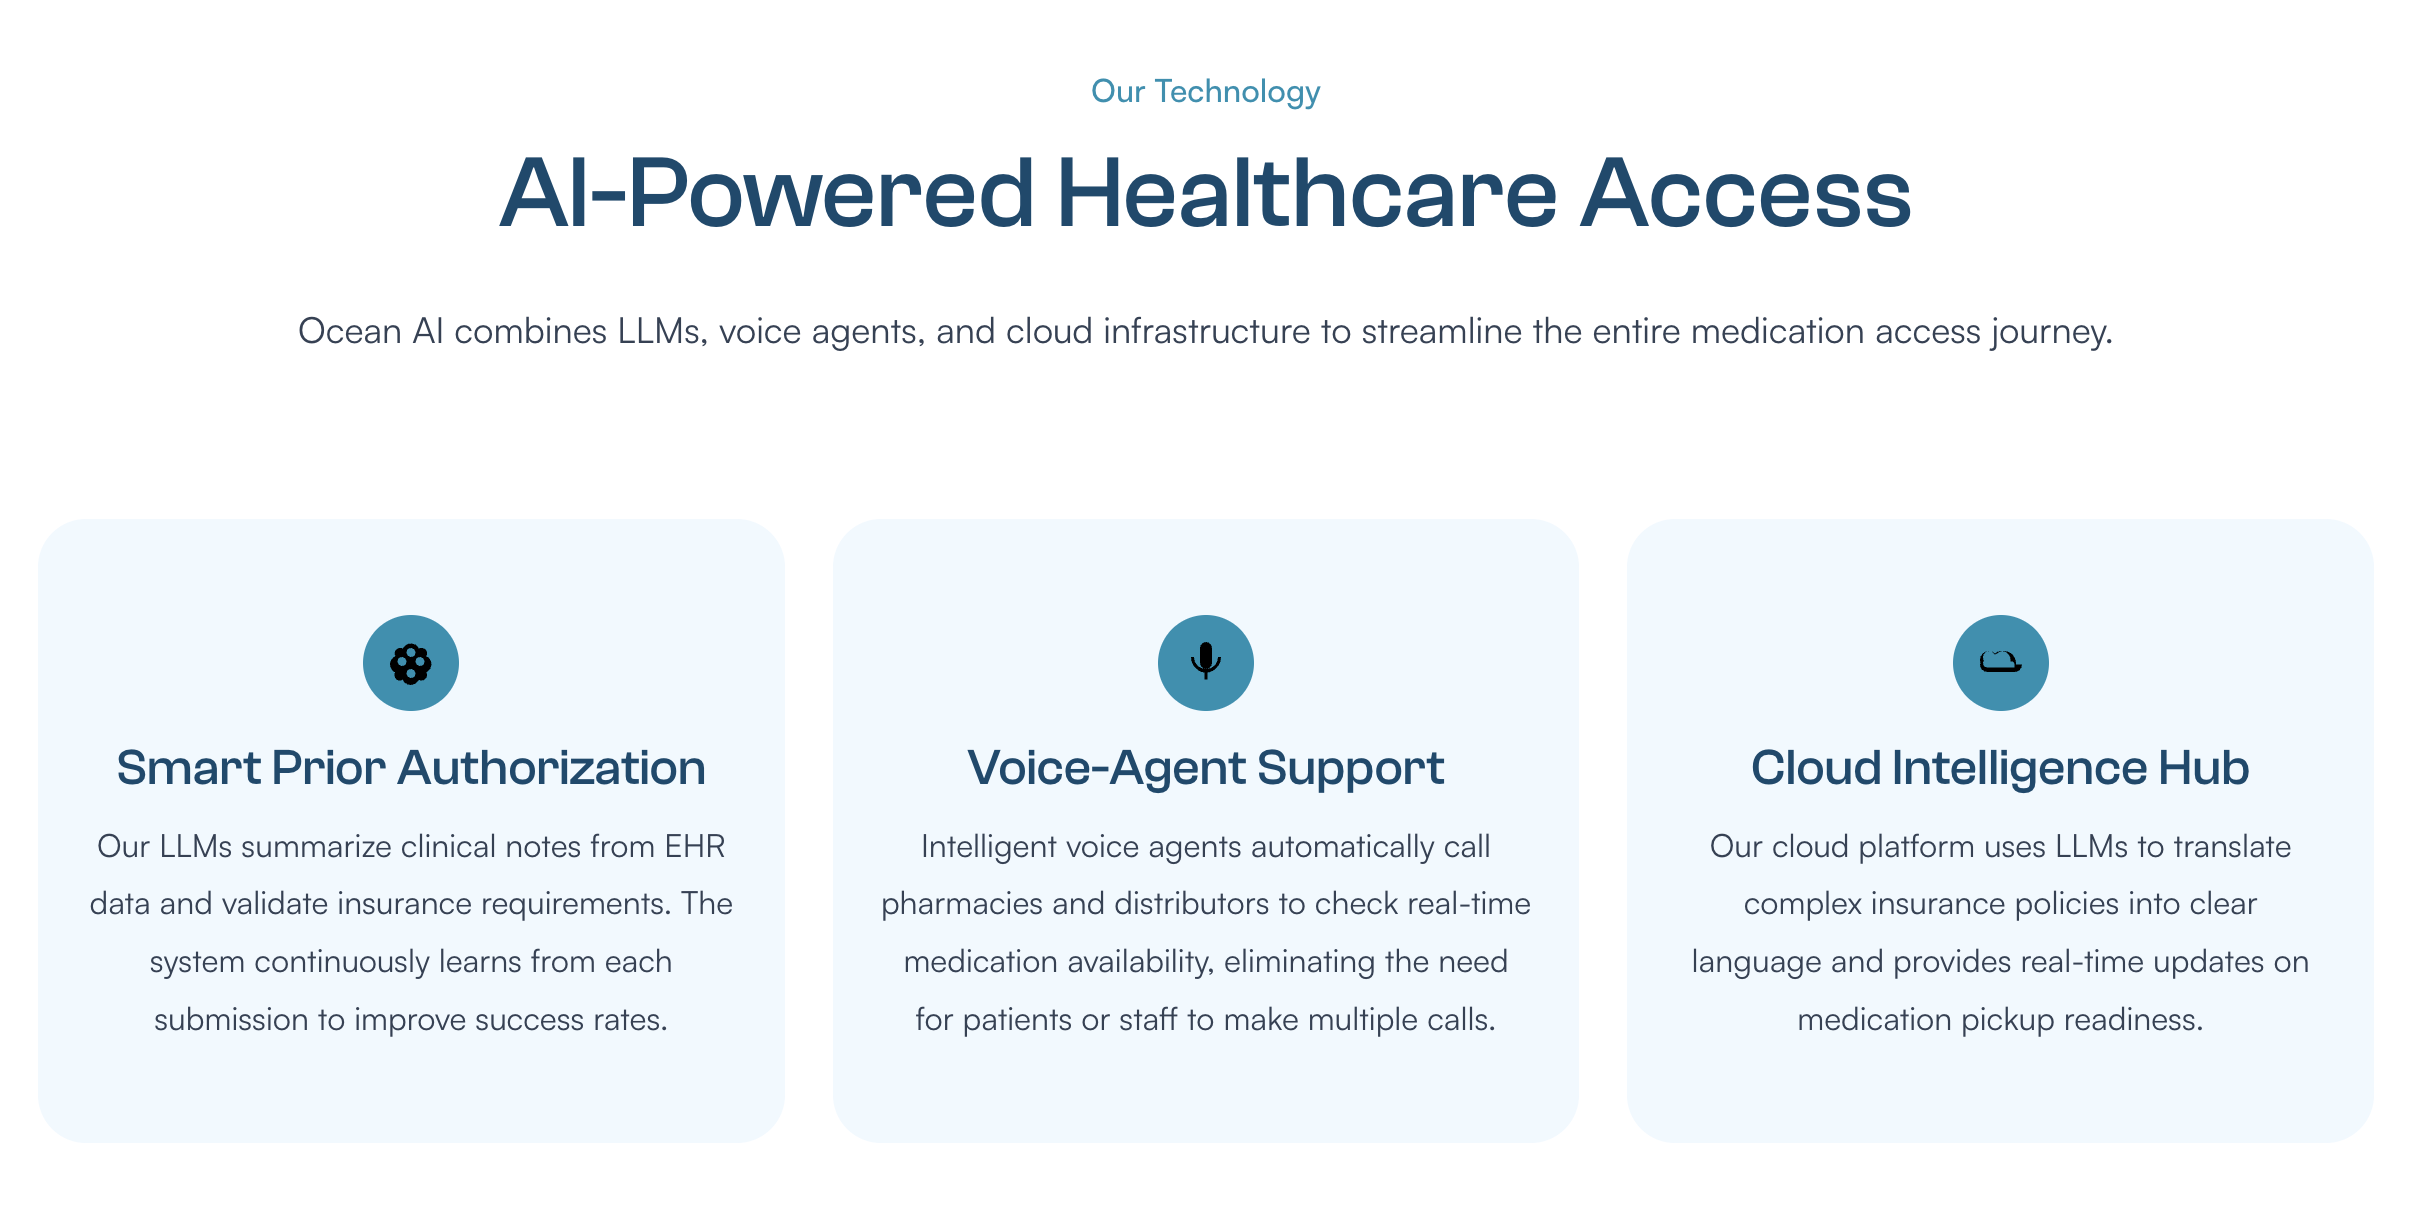 Our Technology
AI-Powered Healthcare Access
Ocean AI combines LLMs, voice agents, and cloud infrastructure to streamline the entire medication access journey.
Smart Prior Authorization
Our LLMs summarize clinical notes from EHR
data and validate insurance requirements. The
system continuously learns from each
submission to improve success rates.
Voice-Agent Support
Intelligent voice agents automatically call
pharmacies and distributors to check real-time
medication availability, eliminating the need
for patients or staff to make multiple calls.
Cloud Intelligence Hub
Our cloud platform uses LLMs to translate
complex insurance policies into clear
language and provides real-time updates on
medication pickup readiness.